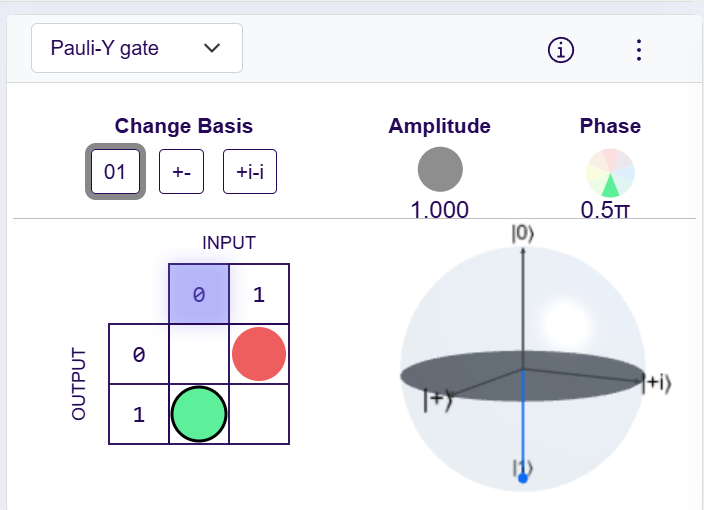 Pauli-Y gate
Change Basis
01 +- +i-i
Amplitude
1.000
Phase
0.5π
INPUT
0 1
OUTPUT
0
1
|0⟩
|+⟩
|+i⟩
|1⟩